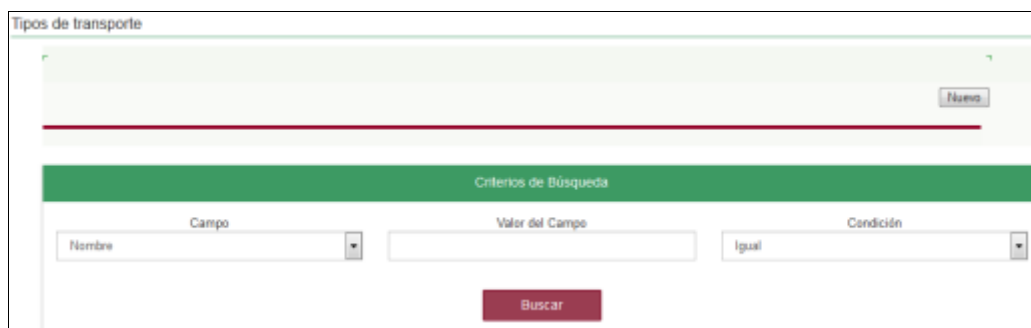 Tipos de transporte
Nuevo
Criterios de Búsqueda
Campo Valor del Campo Condición
Nombre Igual
Buscar